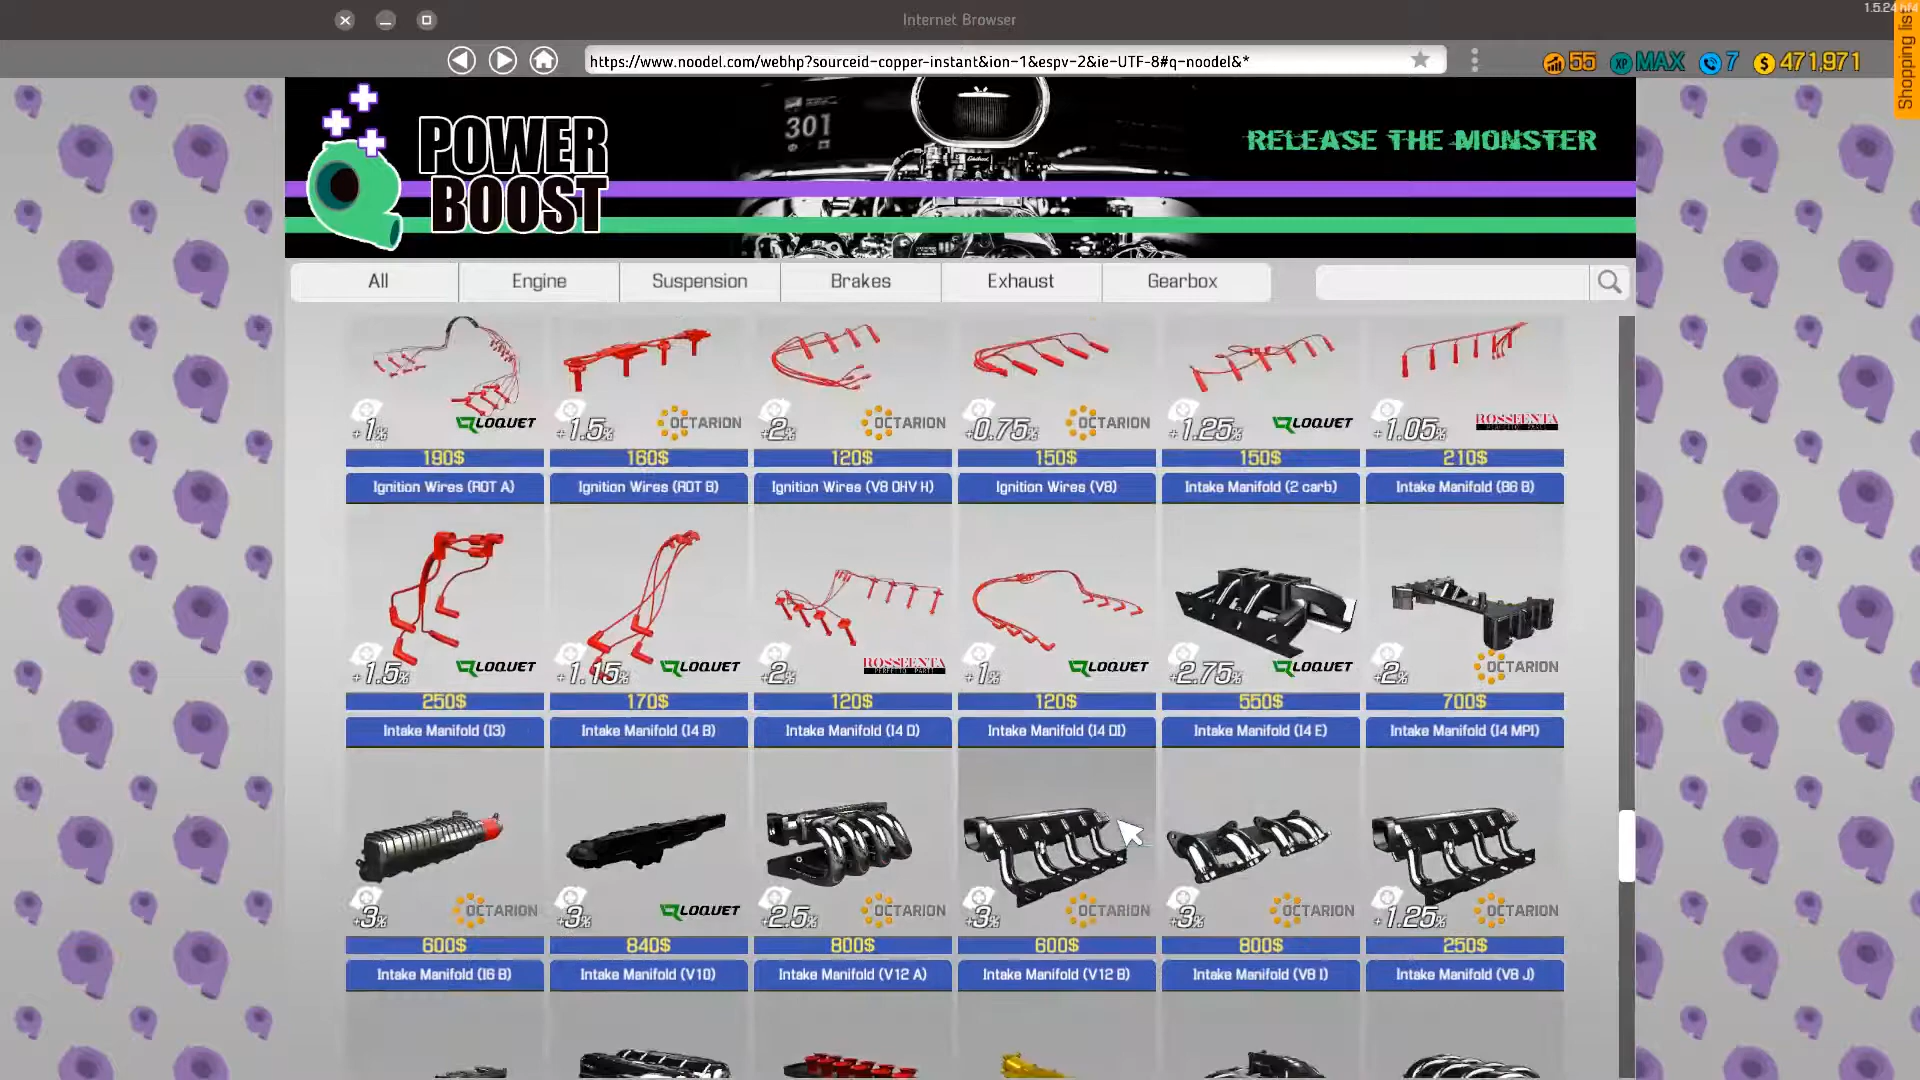 Internet Browser
1.5.24.hf4
Shopping list
https://www.noodel.com/webhp?sourceid-copper-instant&ion-1&espv-2&ie-UTF-8#q-noodel&*
55 XP MAX 7 $ 471,971
POWER
BOOST
301
RELEASE THE MONSTER
All Engine Suspension Brakes Exhaust Gearbox
+1% LOQUET +1.5% OCTARION +2% OCTARION +0.75% OCTARION +1.25% LOQUET +1.05%
190$ 160$ 120$ 150$ 150$ 210$
Ignition Wires (ROT A) Ignition Wires (ROT B) Ignition Wires (V8 OHV H) Ignition Wires (V8) Intake Manifold (2 carb) Intake Manifold (B6 B)
+1.5% LOQUET +1.15% LOQUET +2% +1% LOQUET +2.75% LOQUET +2% OCTARION
250$ 170$ 120$ 120$ 550$ 700$
Intake Manifold (I3) Intake Manifold (I4 B) Intake Manifold (I4 D) Intake Manifold (I4 DI) Intake Manifold (I4 E) Intake Manifold (I4 MPI)
+3% OCTARION +3% LOQUET +2.5% OCTARION +3% OCTARION +3% OCTARION +1.25% OCTARION
600$ 840$ 800$ 600$ 800$ 250$
Intake Manifold (I6 B) Intake Manifold (V10) Intake Manifold (V12 A) Intake Manifold (V12 B) Intake Manifold (V8 I) Intake Manifold (V8 J)